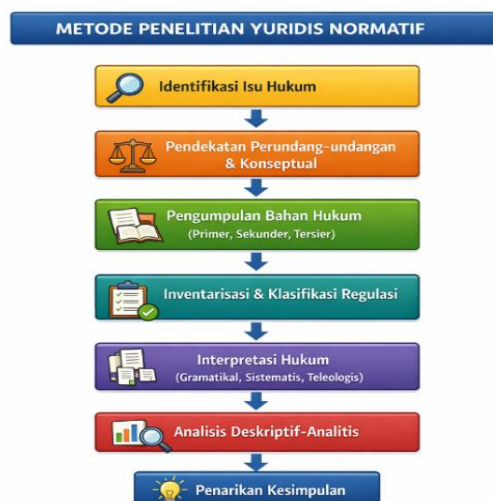 METODE PENELITIAN YURIDIS NORMATIF
Identifikasi Isu Hukum
Pendekatan Perundang-undangan
& Konseptual
Pengumpulan Bahan Hukum
(Primer, Sekunder, Tersier)
Inventarisasi & Klasifikasi Regulasi
Interpretasi Hukum
(Gramatikal, Sistematis, Teleologis)
Analisis Deskriptif-Analitis
Penarikan Kesimpulan